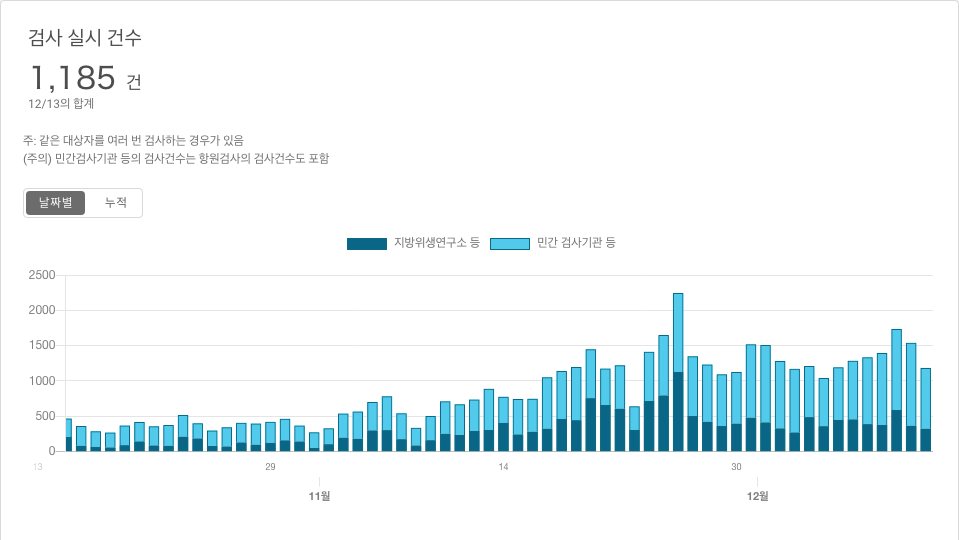 검사 실시 건수
1,185 건
12/13의 합계
주: 같은 대상자를 여러 번 검사하는 경우가 있음
(주의) 민간검사기관 등의 검사건수는 항원검사의 검사건수도 포함
날짜별 누적
지방위생연구소 등 민간 검사기관 등
2500
2000
1500
1000
500
0
13 29 14 30
11월 12월